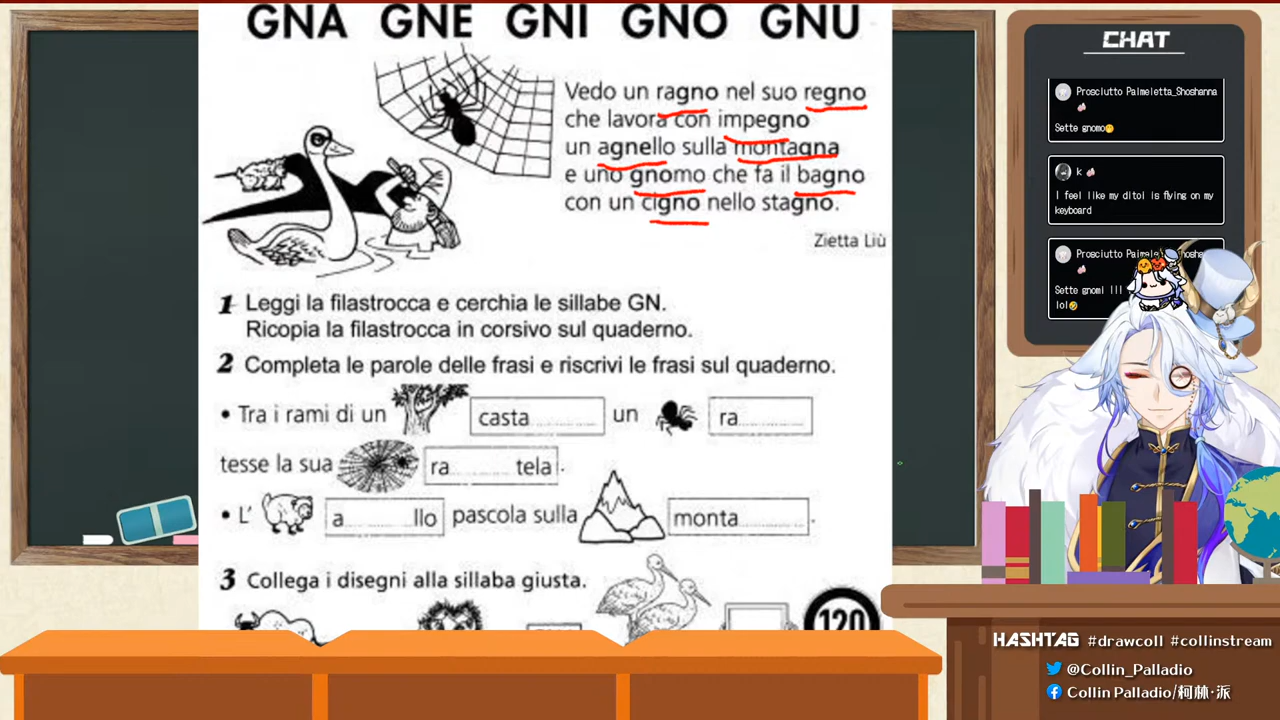 GNA GNE GNI GNO GNU
Vedo un ragno nel suo regno
che lavora con impegno
un agnello sulla montagna
e uno gnomo che fa il bagno
con un cigno nello stagno.
Zietta Liù
1 Leggi la filastrocca e cerchia le sillabe GN.
Ricopia la filastrocca in corsivo sul quaderno.
2 Completa le parole delle frasi e riscrivi le frasi sul quaderno.
• Tra i rami di un casta............ un ra............
tesse la sua ra............tela.
• L' a............llo pascola sulla monta.............
3 Collega i disegni alla sillaba giusta.
120
CHAT
Prosciutto Palmeletta_Shoshanna
Sette gnomo
k
I feel like my ditoi is flying on my
keyboard
Sette gnomi lll
lol
HASHTAG #drawcoll #collinstream
@Collin_Palladio
Collin Palladio/柯林·派